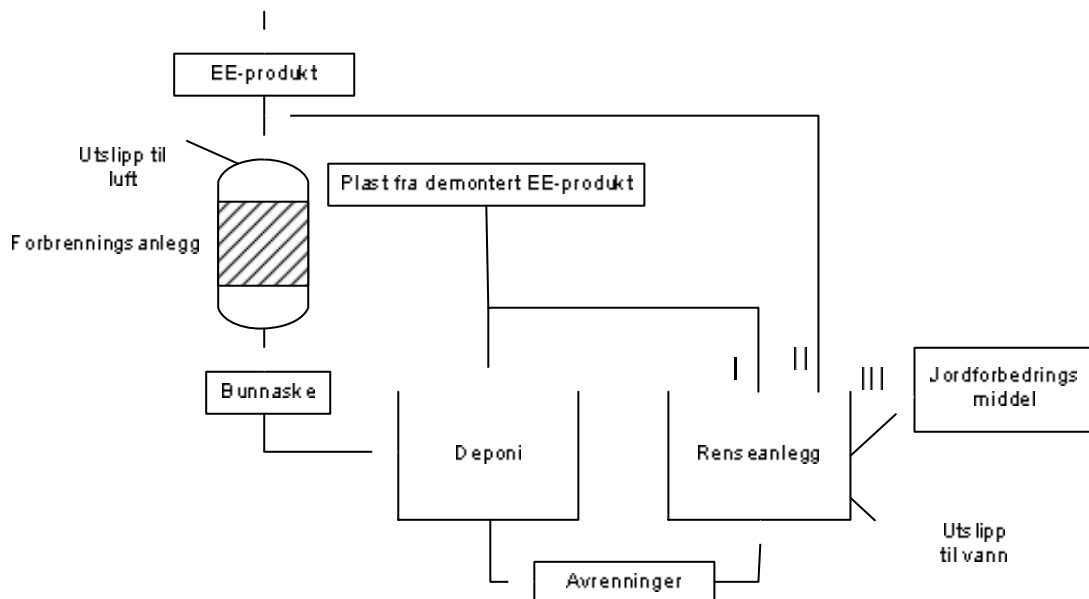 EE-produkt
Utslipp til
luft
Plast fra demontert EE-produkt
Forbrenningsanlegg
I
II
III
Jordforbedrings
middel
Bunnaske
Deponi
Renseanlegg
Utslipp
til vann
Avrenninger